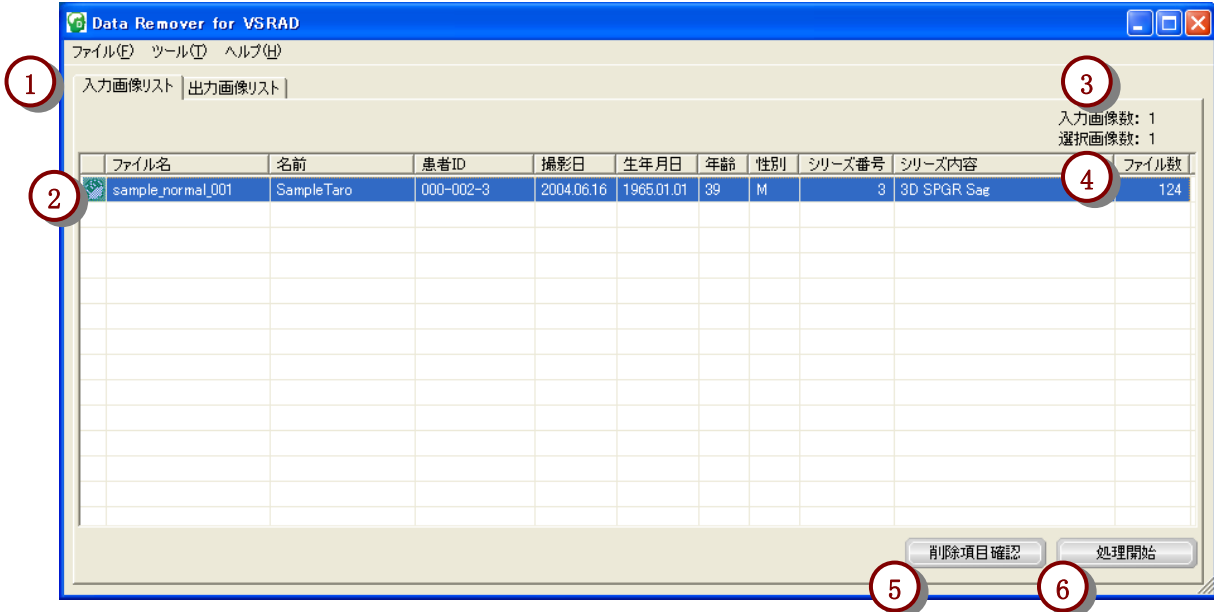 Data Remover for VSRAD
ファイル(F) ツール(T) ヘルプ(H)
1
入力画像リスト 出力画像リスト
3
入力画像数: 1
選択画像数: 1
ファイル名 名前 患者ID 撮影日 生年月日 年齢 性別 シリーズ番号 シリーズ内容 ファイル数
4
2
sample_normal_001 SampleTaro 000-002-3 2004.06.16 1965.01.01 39 M 3 3D SPGR Sag 124
削除項目確認 処理開始
5 6